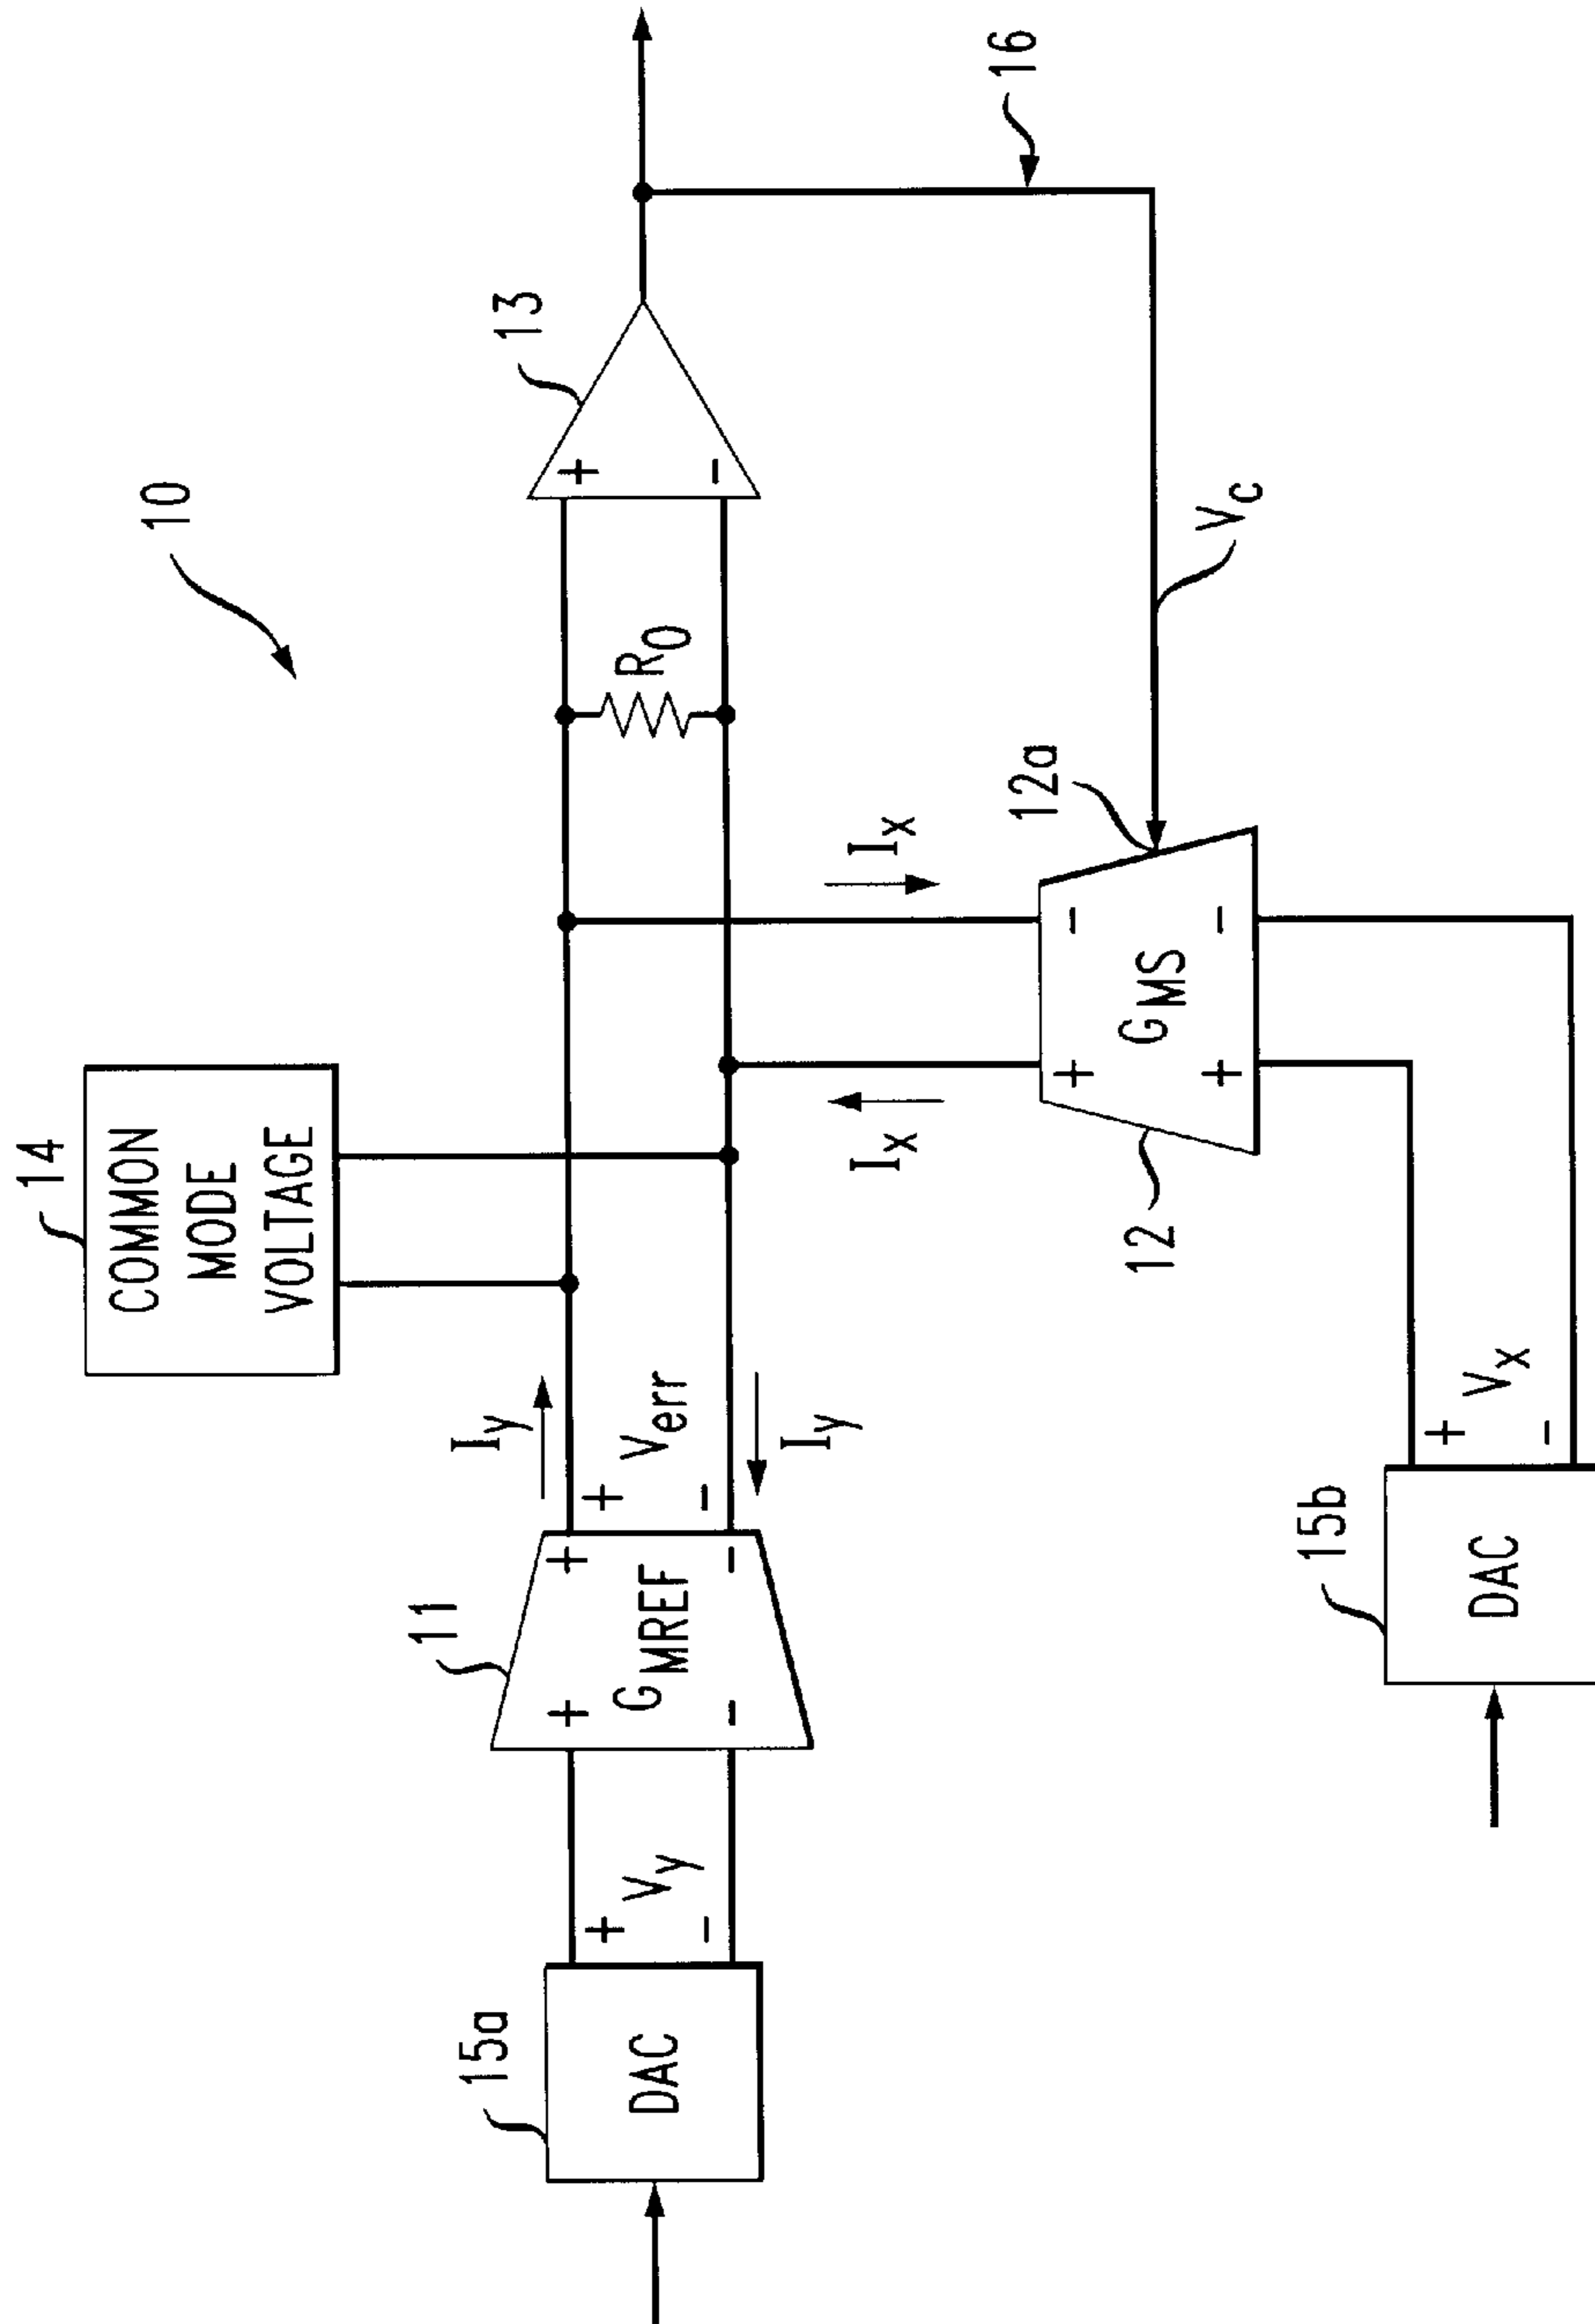 10
14
COMMON
MODE
VOLTAGE
16
13
+
-
R0
Iy
+
Verr
-
Iy
11
+
+
GMREF
-
-
15a
DAC
+
Vy
-
Ix
Ix
12a
12
+
-
GMS
+
-
Vc
15b
DAC
+
Vx
-